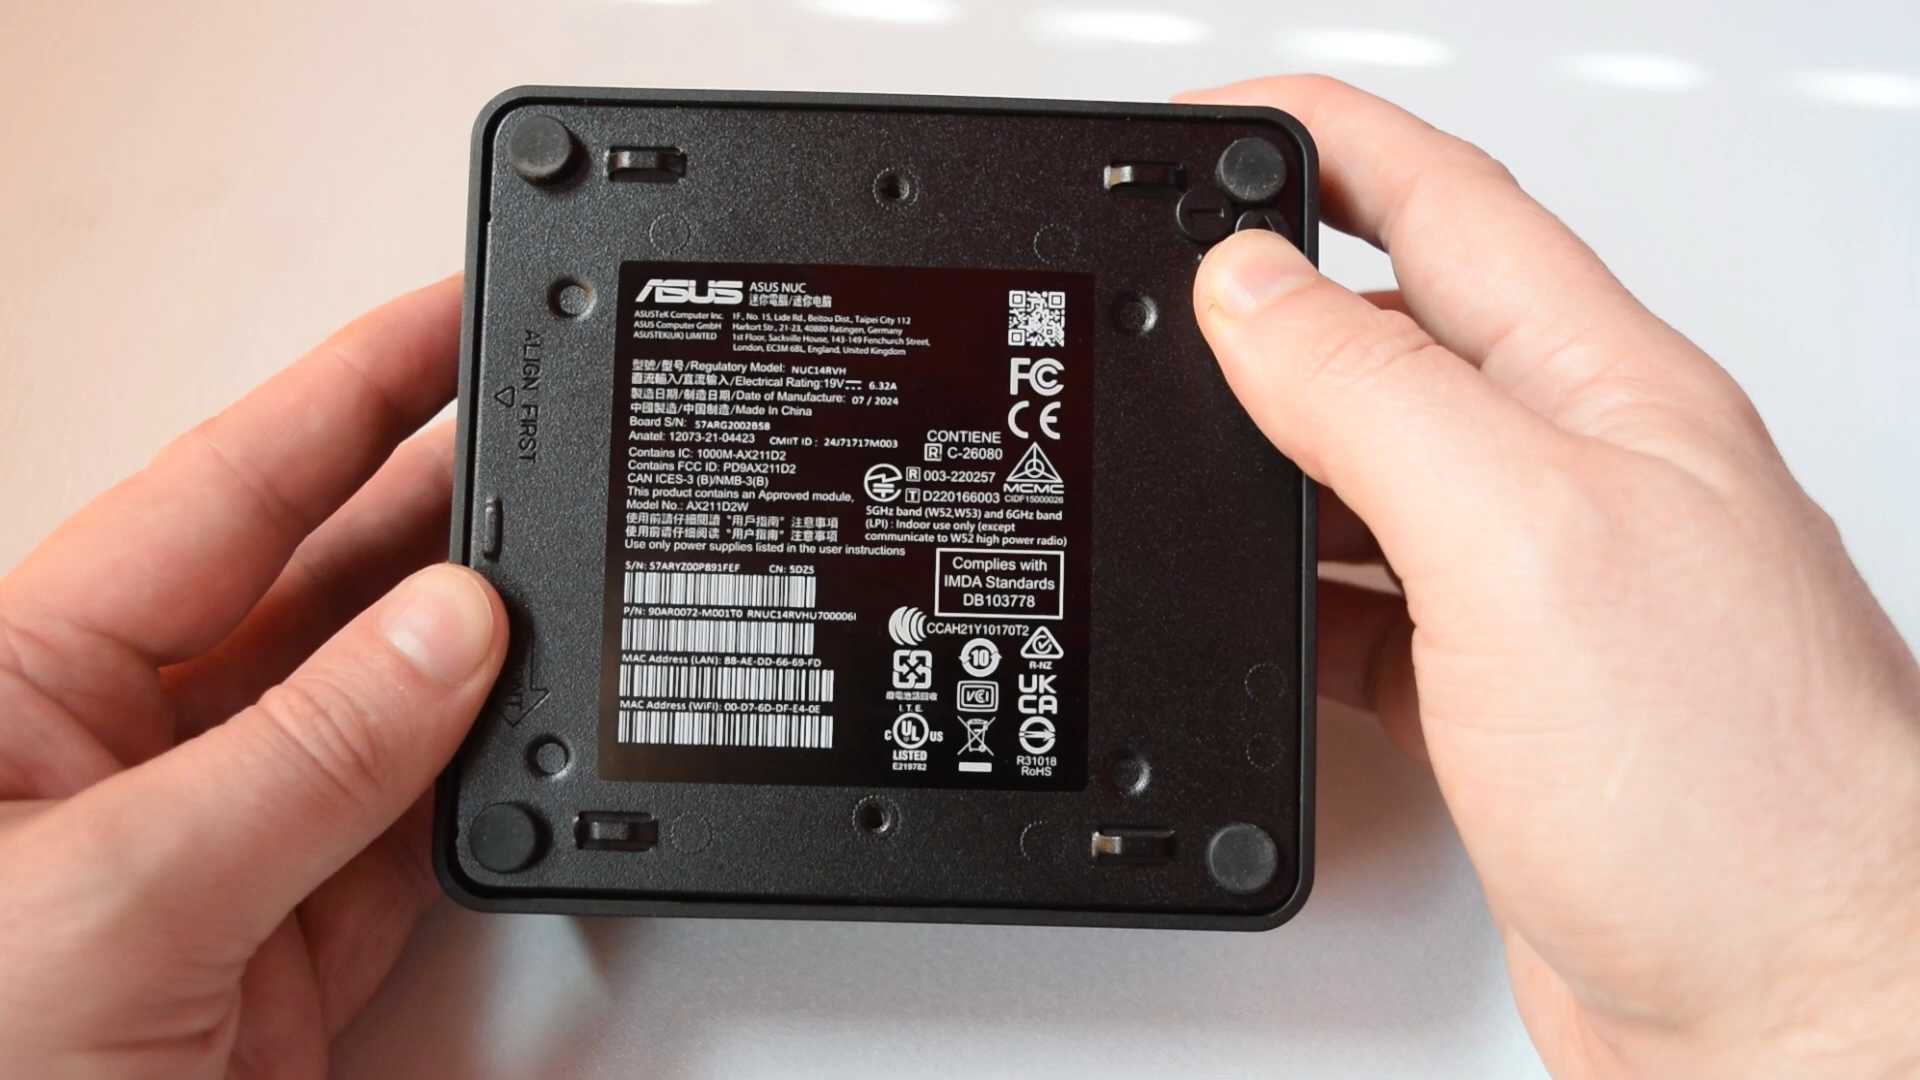 ASUS ASUS NUC
迷你電腦/迷你电脑
ASUSTeK Computer Inc. 1F., No. 15, Lide Rd., Beitou Dist., Taipei City 112
ASUS Computer GmbH Harkort Str., 21-23, 40880 Ratingen, Germany
ASUSTEK(UK) LIMITED 1st Floor, Sackville House, 143-149 Fenchurch Street,
London, EC3M 6BL, England, United Kingdom
型號/型号/Regulatory Model: NUC14RVH
直流輸入/直流输入/Electrical Rating:19V 6.32A
製造日期/制造日期/Date of Manufacture: 07 / 2024
中國製造/中国制造/Made In China
Board S/N: S7ARG2002B58
Anatel: 12073-21-04423 CMIIT ID : 24J71717M003
Contains IC: 1000M-AX211D2
Contains FCC ID: PD9AX211D2
CAN ICES-3 (B)/NMB-3(B)
This product contains an Approved module,
Model No.: AX211D2W
使用前請仔細閱讀 "用戶指南" 注意事項
使用前请仔细阅读 "用户指南" 注意事项
Use only power supplies listed in the user instructions
S/N: S7ARYZ00P891FEF CN: 5DZ5
P/N: 90AR0072-M001T0 RNUC14RVHU700006I
MAC Address (LAN): 88-AE-DD-66-69-FD
MAC Address (WiFi): 00-D7-6D-DF-E4-0E
FC
CE
CONTIENE
R C-26080
R 003-220257
T D220166003
MCMC
CIDF15000026
5GHz band (W52,W53) and 6GHz band
(LPI) : Indoor use only (except
communicate to W52 high power radio)
Complies with
IMDA Standards
DB103778
CCAH21Y10170T2
R-NZ
10
廢電池請回收
VCI
UK
CA
I.T.E.
c UL US
LISTED
E219782
R31018
RoHS
ALIGN FIRST
1